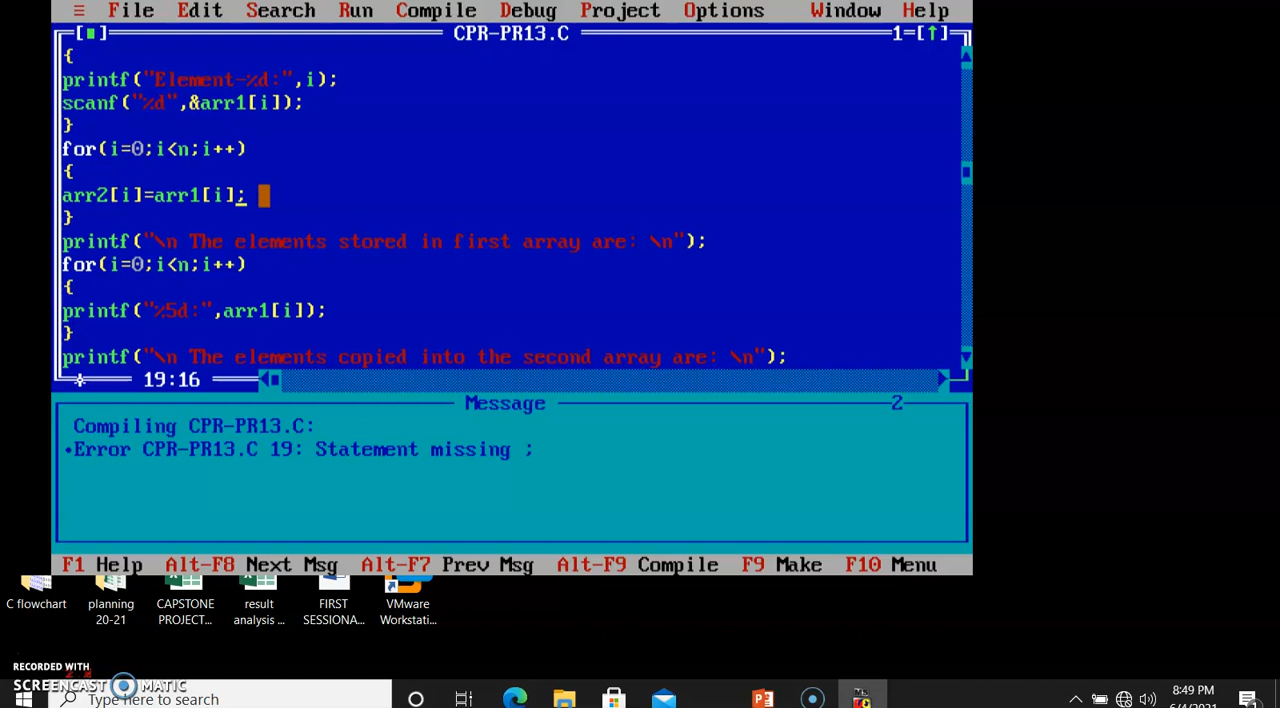 ≡ File Edit Search Run Compile Debug Project Options Window Help
[■] CPR-PR13.C 1=[↑]
{
printf("Element-%d:",i);
scanf("%d",&arr1[i]);
}
for(i=0;i<n;i++)
{
arr2[i]=arr1[i];
}
printf("\n The elements stored in first array are: \n");
for(i=0;i<n;i++)
{
printf("%5d:",arr1[i]);
}
printf("\n The elements copied into the second array are: \n");
19:16
Message 2
Compiling CPR-PR13.C:
•Error CPR-PR13.C 19: Statement missing ;
F1 Help Alt-F8 Next Msg Alt-F7 Prev Msg Alt-F9 Compile F9 Make F10 Menu
C flowchart
planning 20-21
CAPSTONE PROJECT...
result analysis ...
FIRST SESSIONA...
VMware Workstati...
RECORDED WITH
SCREENCAST MATIC
Type here to search
8:49 PM
6/4/2021